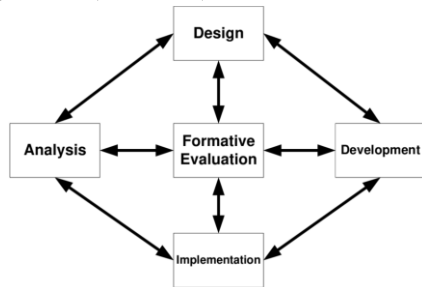 Design
Analysis
Formative
Evaluation
Development
Implementation